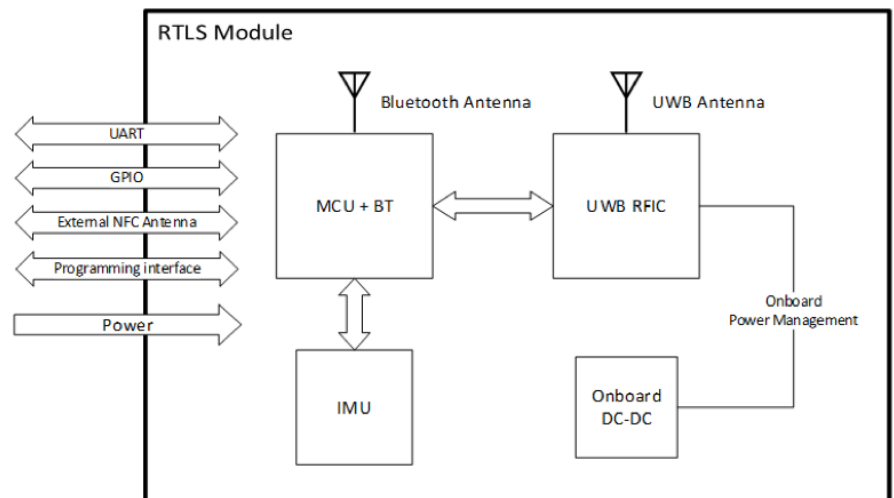 RTLS Module
Bluetooth Antenna
UWB Antenna
UART
GPIO
External NFC Antenna
Programming interface
Power
MCU + BT
UWB RFIC
Onboard
Power Management
IMU
Onboard
DC-DC